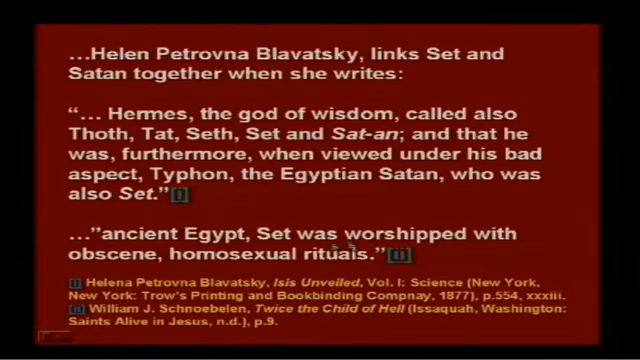 ...Helen Petrovna Blavatsky, links Set and
Satan together when she writes:
"... Hermes, the god of wisdom, called also
Thoth, Tat, Seth, Set and Sat-an; and that he
was, furthermore, when viewed under his bad
aspect, Typhon, the Egyptian Satan, who was
also Set."[i]
..."ancient Egypt, Set was worshipped with
obscene, homosexual rituals."[ii]
[i] Helena Petrovna Blavatsky, Isis Unveiled, Vol. I: Science (New York,
New York: Trow's Printing and Bookbinding Compnay, 1877), p.554, xxxiii.
[ii] William J. Schnoebelen, Twice the Child of Hell (Issaquah, Washington:
Saints Alive in Jesus, n.d.), p.9.